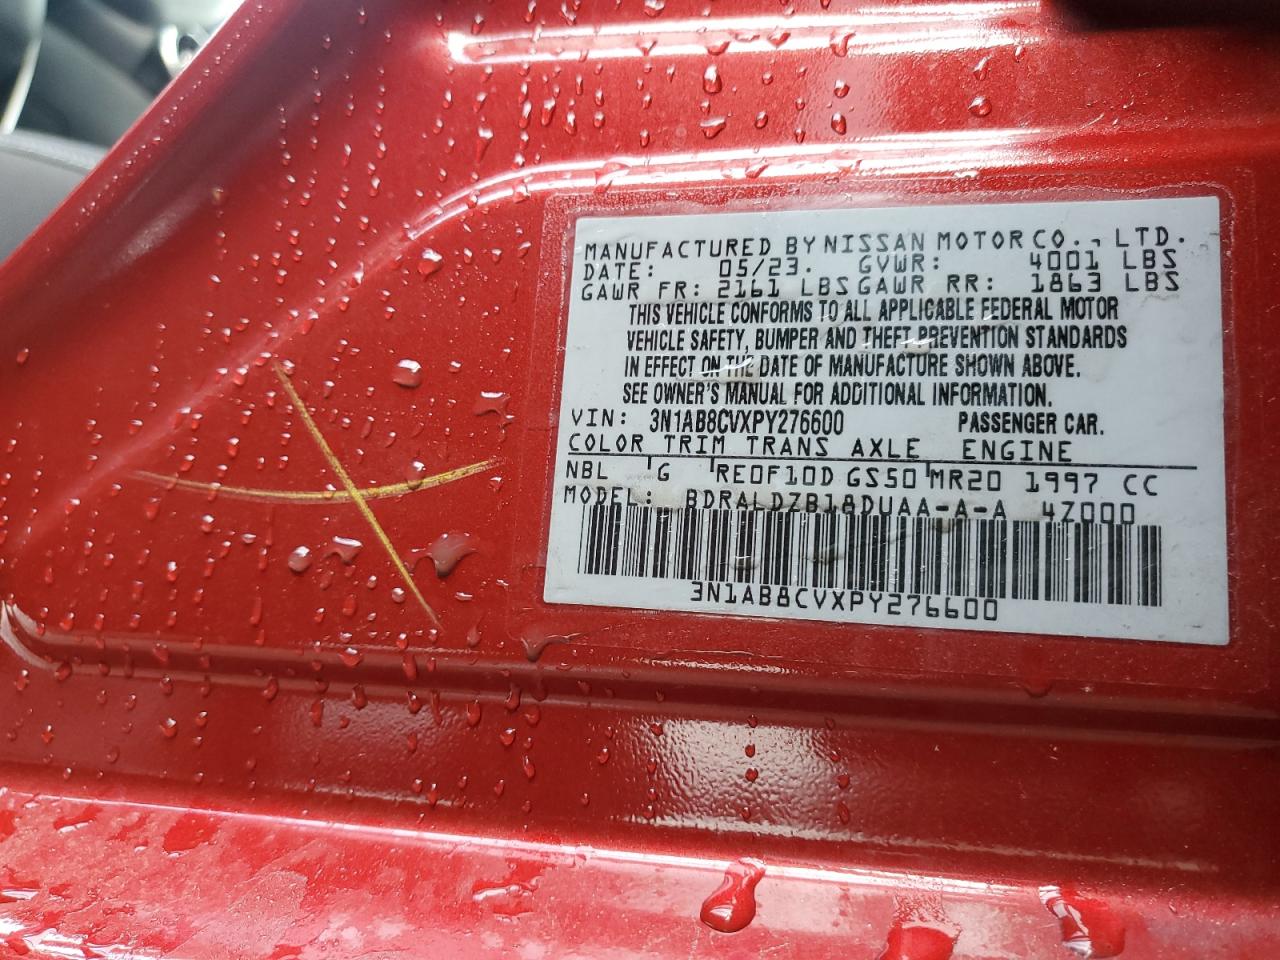 MANUFACTURED BY NISSAN MOTOR CO., LTD.
DATE: 05/23. GVWR: 4001 LBS
GAWR FR: 2161 LBS GAWR RR: 1863 LBS
THIS VEHICLE CONFORMS TO ALL APPLICABLE FEDERAL MOTOR
VEHICLE SAFETY, BUMPER AND THEFT PREVENTION STANDARDS
IN EFFECT ON THE DATE OF MANUFACTURE SHOWN ABOVE.
SEE OWNER'S MANUAL FOR ADDITIONAL INFORMATION.
VIN: 3N1AB8CVXPY276600 PASSENGER CAR.
COLOR TRIM TRANS AXLE ENGINE
NBL G RE0F10D GS50 MR20 1997 CC
MODEL: BDRALDZB18DUAA-A-A 4Z000
3N1AB8CVXPY276600